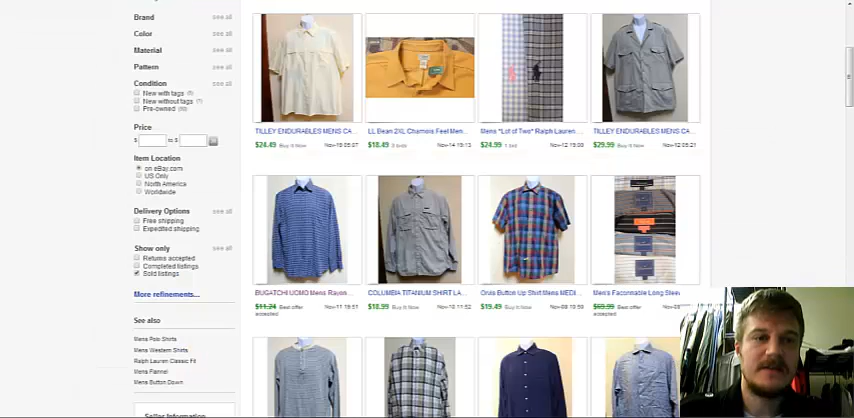 Brand see all
Color see all
Material see all
Pattern see all
Condition see all
New with tags
New without tags
Pre-owned
Price
$ to $
Item Location
on eBay.com
US Only
North America
Worldwide
Delivery Options see all
Free shipping
Expedited shipping
Show only see all
Returns accepted
Completed listings
Sold listings
More refinements...
See also
Mens Polo Shirts
Mens Western Shirts
Ralph Lauren Classic Fit
Mens Flannel
Mens Button Down
Seller Information
TILLEY ENDURABLES MENS CA...
$24.49 Buy It Now
LL Bean 2XL Chamois Feel Men...
$18.49
Mens *Lot of Two* Ralph Lauren ...
$24.99 1 bid
TILLEY ENDURABLES MENS CA...
$29.99 Buy It Now
BUGATCHI UOMO Mens Rayon...
$11.24 Best offer accepted
COLUMBIA TITANIUM SHIRT LA...
$18.99 Buy It Now
Orvis Button Up Shirt Mens MEDI...
$19.49 Buy It Now
Men's Faconnable Long Sleev
$69.99 Best offer accepted